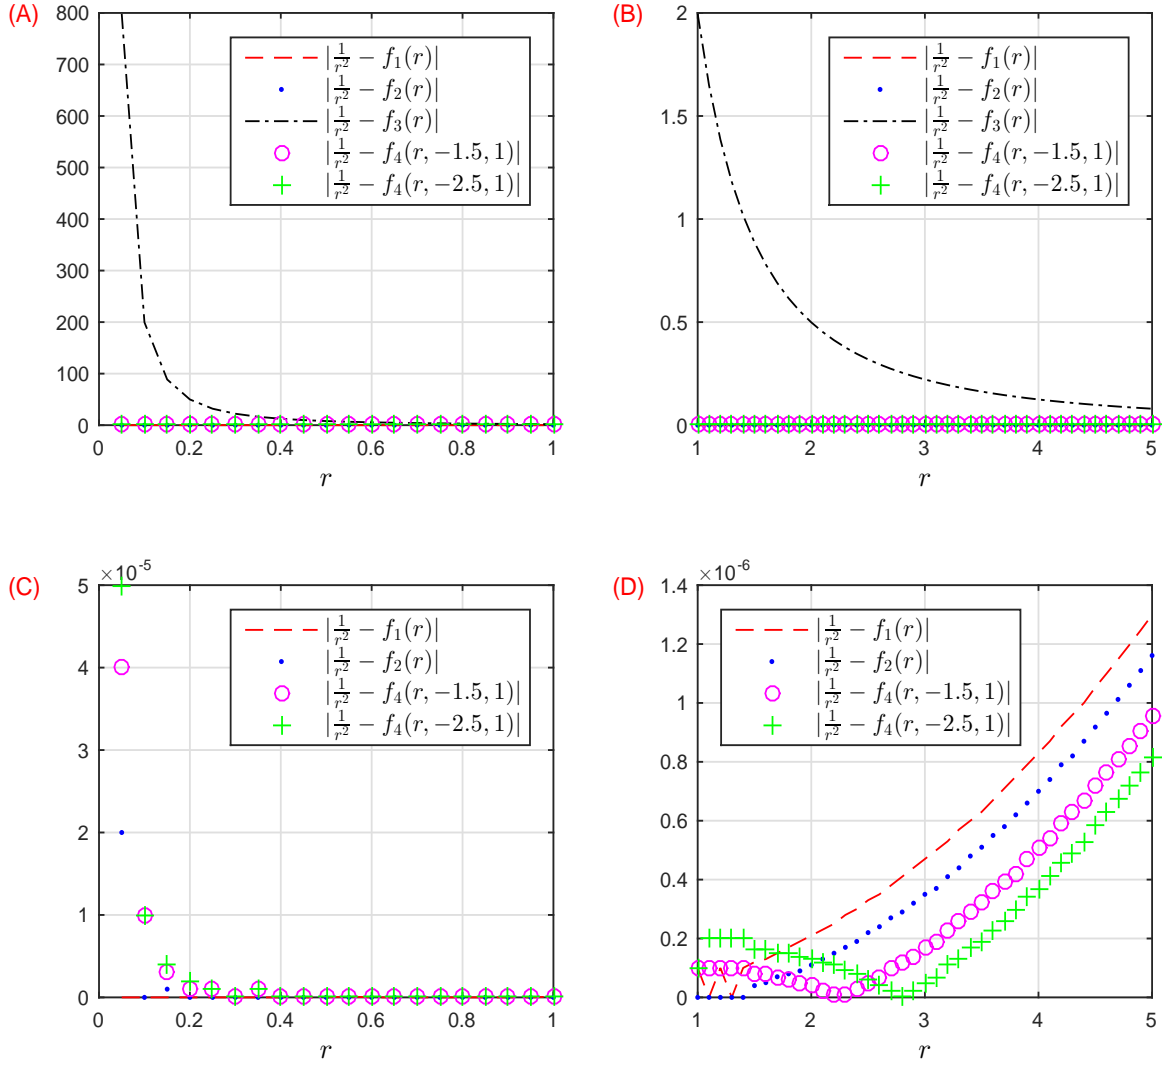 (A)
800
700
600
500
400
300
200
100
0
|1/r² − f₁(r)|
|1/r² − f₂(r)|
|1/r² − f₃(r)|
|1/r² − f₄(r, −1.5, 1)|
|1/r² − f₄(r, −2.5, 1)|
0 0.2 0.4 0.6 0.8 1
r
(B)
2
1.5
1
0.5
0
|1/r² − f₁(r)|
|1/r² − f₂(r)|
|1/r² − f₃(r)|
|1/r² − f₄(r, −1.5, 1)|
|1/r² − f₄(r, −2.5, 1)|
1 2 3 4 5
r
(C)
×10⁻⁵
5
4
3
2
1
0
|1/r² − f₁(r)|
|1/r² − f₂(r)|
|1/r² − f₄(r, −1.5, 1)|
|1/r² − f₄(r, −2.5, 1)|
0 0.2 0.4 0.6 0.8 1
r
(D)
×10⁻⁶
1.4
1.2
1
0.8
0.6
0.4
0.2
0
|1/r² − f₁(r)|
|1/r² − f₂(r)|
|1/r² − f₄(r, −1.5, 1)|
|1/r² − f₄(r, −2.5, 1)|
1 2 3 4 5
r